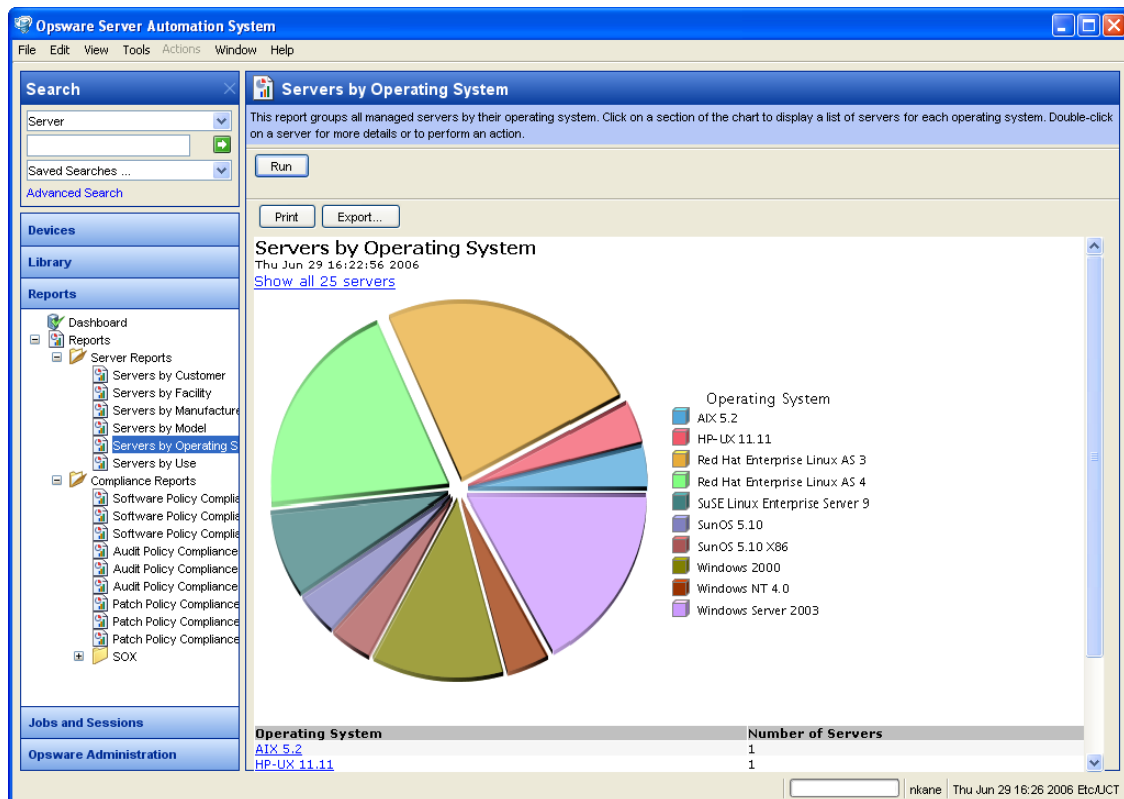 Opsware Server Automation System
File Edit View Tools Actions Window Help
Search
Server
Saved Searches ...
Advanced Search
Devices
Library
Reports
Dashboard
Reports
Server Reports
Servers by Customer
Servers by Facility
Servers by Manufacture
Servers by Model
Servers by Operating S
Servers by Use
Compliance Reports
Software Policy Complia
Software Policy Complia
Software Policy Complia
Audit Policy Compliance
Audit Policy Compliance
Audit Policy Compliance
Patch Policy Compliance
Patch Policy Compliance
Patch Policy Compliance
SOX
Jobs and Sessions
Opsware Administration
Servers by Operating System
This report groups all managed servers by their operating system. Click on a section of the chart to display a list of servers for each operating system. Double-click
on a server for more details or to perform an action.
Run
Print Export...
Servers by Operating System
Thu Jun 29 16:22:56 2006
Show all 25 servers
Operating System
AIX 5.2
HP-UX 11.11
Red Hat Enterprise Linux AS 3
Red Hat Enterprise Linux AS 4
SuSE Linux Enterprise Server 9
SunOS 5.10
SunOS 5.10 X86
Windows 2000
Windows NT 4.0
Windows Server 2003
Operating System Number of Servers
AIX 5.2 1
HP-UX 11.11 1
nkane Thu Jun 29 16:26 2006 Etc/UCT